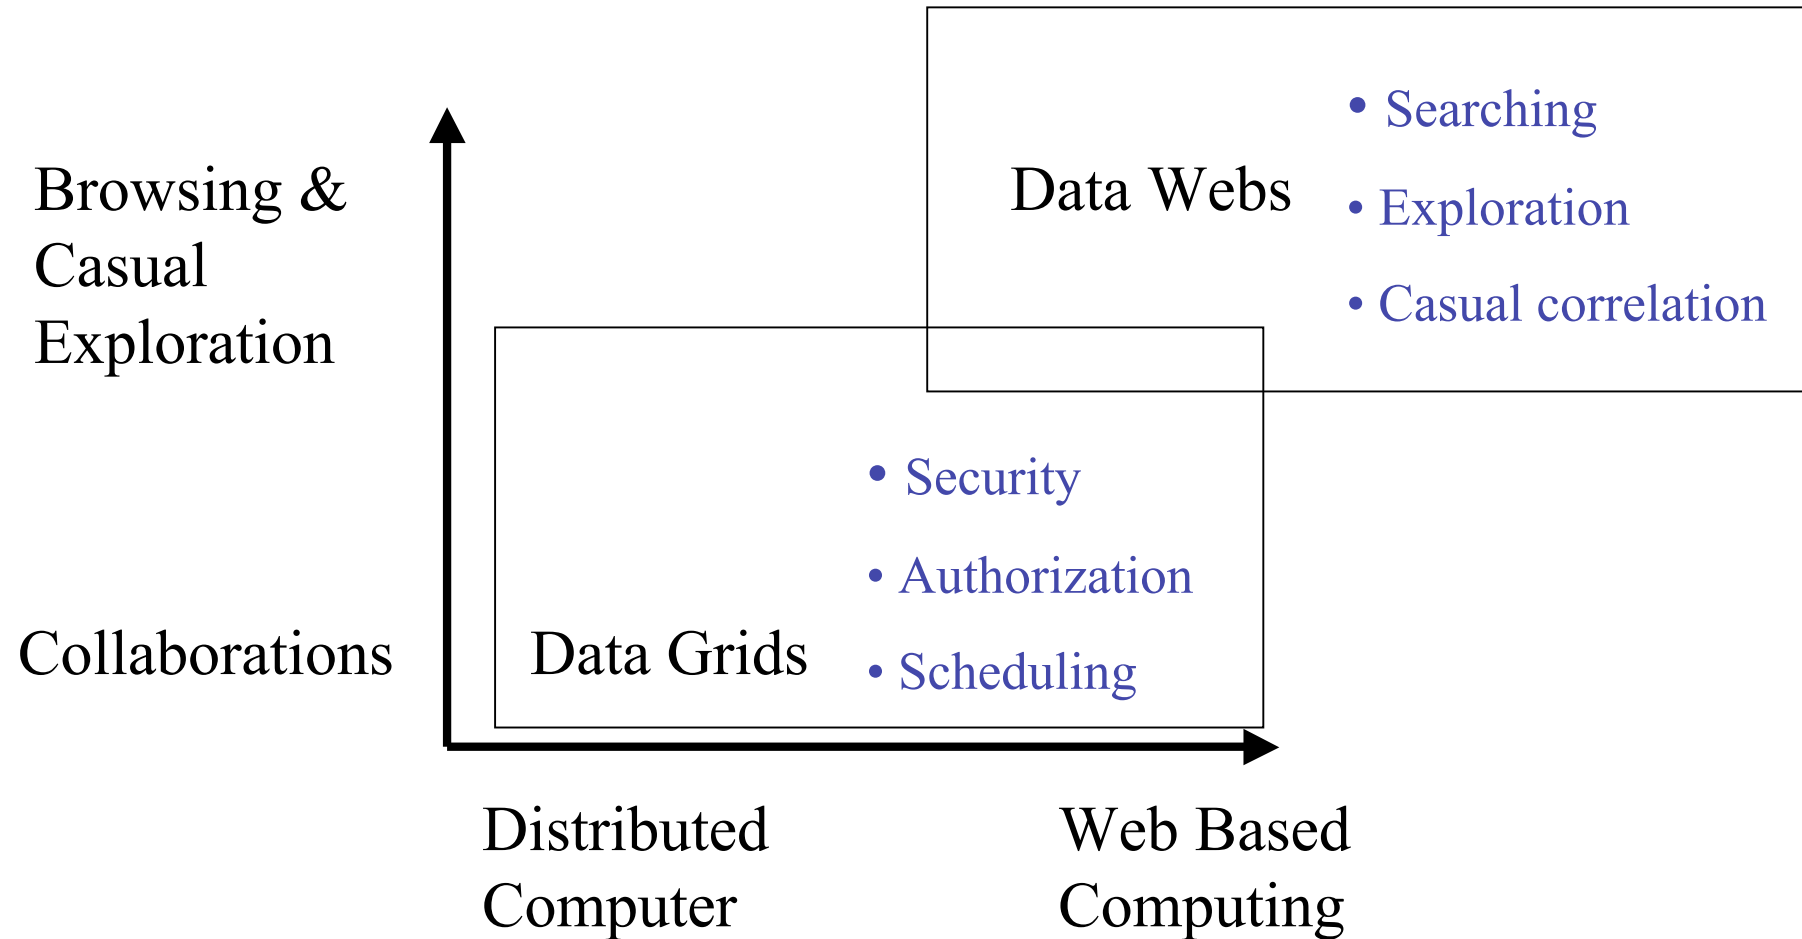 Browsing &
Casual
Exploration
Data Webs
• Searching
• Exploration
• Casual correlation
Collaborations
Data Grids
• Security
• Authorization
• Scheduling
Distributed
Computer
Web Based
Computing